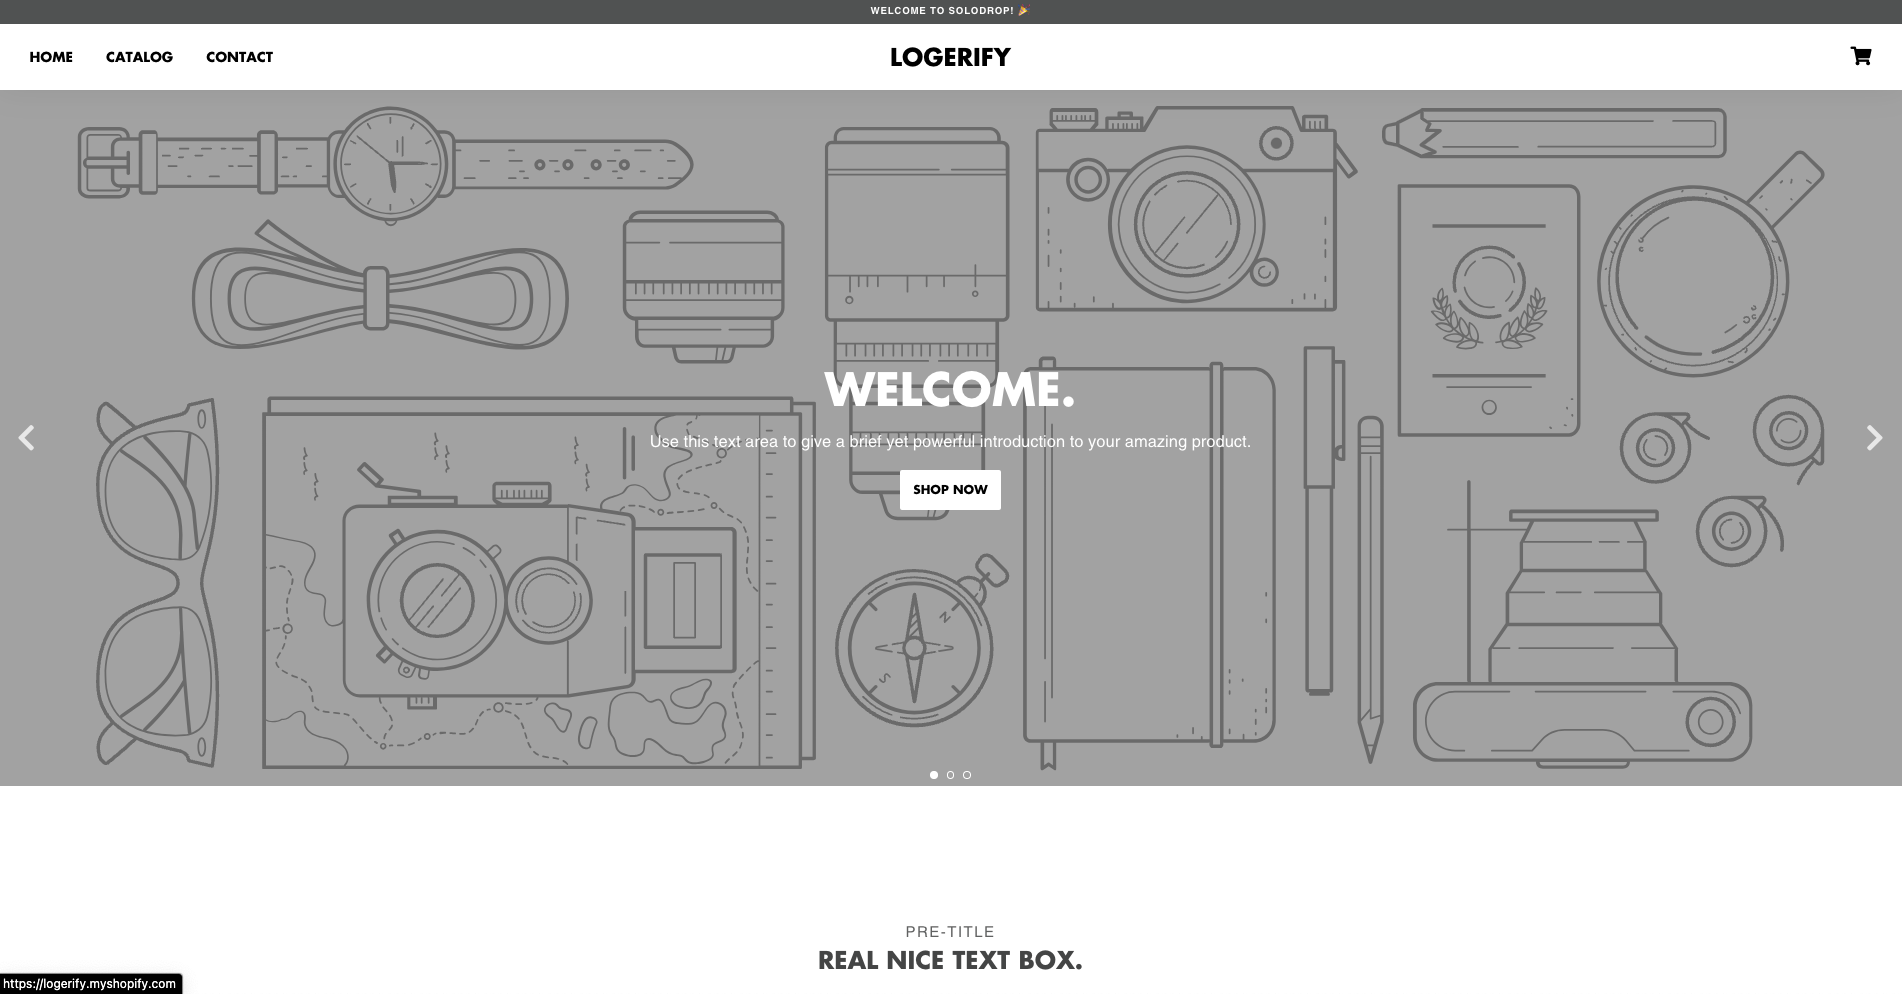 WELCOME TO SOLODROP! 🎉
HOME CATALOG CONTACT LOGERIFY
WELCOME.
Use this text area to give a brief yet powerful introduction to your amazing product.
SHOP NOW
N
S
PRE-TITLE
REAL NICE TEXT BOX.
https://logerify.myshopify.com